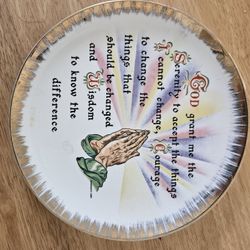 GOD grant me the
Serenity to accept the things
I cannot change, Courage
to change the
things that
should be changed
and Wisdom
to know the
difference